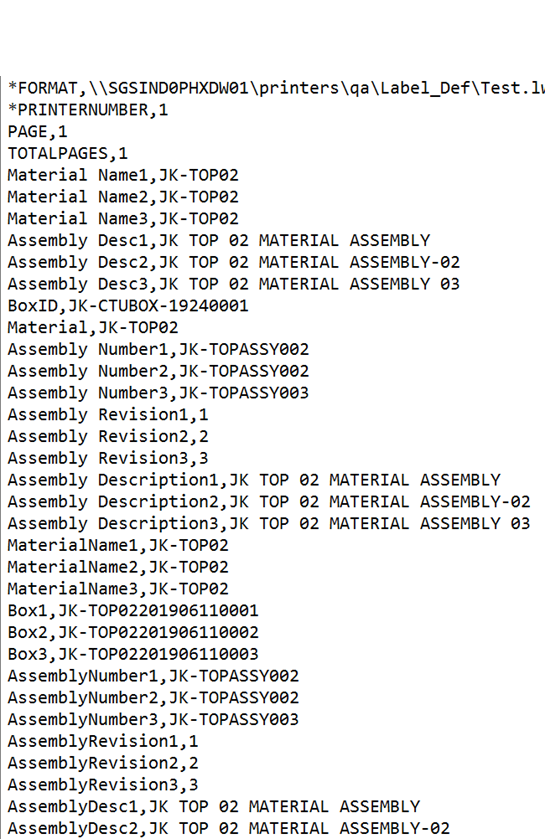 *FORMAT,\\SGSIND0PHXDW01\printers\qa\Label_Def\Test.lw
*PRINTERNUMBER,1
PAGE,1
TOTALPAGES,1
Material Name1,JK-TOP02
Material Name2,JK-TOP02
Material Name3,JK-TOP02
Assembly Desc1,JK TOP 02 MATERIAL ASSEMBLY
Assembly Desc2,JK TOP 02 MATERIAL ASSEMBLY-02
Assembly Desc3,JK TOP 02 MATERIAL ASSEMBLY 03
BoxID,JK-CTUBOX-19240001
Material,JK-TOP02
Assembly Number1,JK-TOPASSY002
Assembly Number2,JK-TOPASSY002
Assembly Number3,JK-TOPASSY003
Assembly Revision1,1
Assembly Revision2,2
Assembly Revision3,3
Assembly Description1,JK TOP 02 MATERIAL ASSEMBLY
Assembly Description2,JK TOP 02 MATERIAL ASSEMBLY-02
Assembly Description3,JK TOP 02 MATERIAL ASSEMBLY 03
MaterialName1,JK-TOP02
MaterialName2,JK-TOP02
MaterialName3,JK-TOP02
Box1,JK-TOP02201906110001
Box2,JK-TOP02201906110002
Box3,JK-TOP02201906110003
AssemblyNumber1,JK-TOPASSY002
AssemblyNumber2,JK-TOPASSY002
AssemblyNumber3,JK-TOPASSY003
AssemblyRevision1,1
AssemblyRevision2,2
AssemblyRevision3,3
AssemblyDesc1,JK TOP 02 MATERIAL ASSEMBLY
AssemblyDesc2,JK TOP 02 MATERIAL ASSEMBLY-02